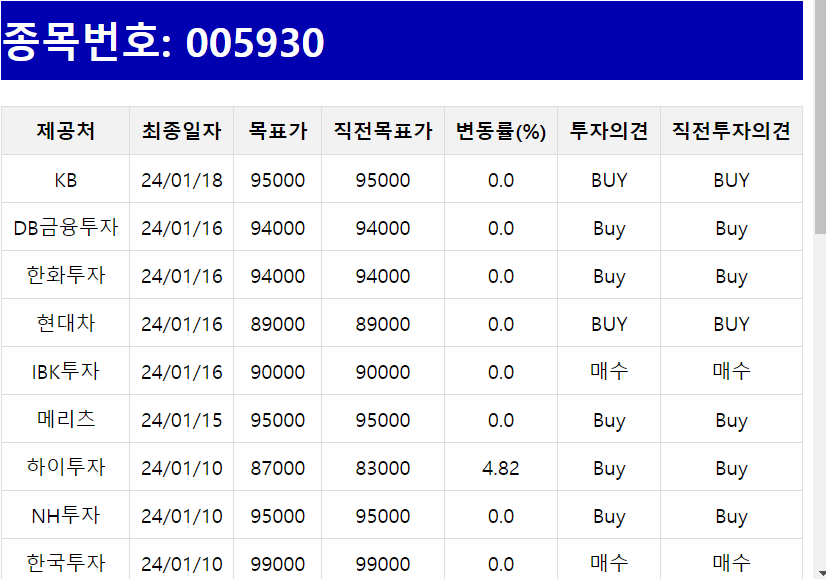 종목번호: 005930
제공처 최종일자 목표가 직전목표가 변동률(%) 투자의견 직전투자의견
KB 24/01/18 95000 95000 0.0 BUY BUY
DB금융투자 24/01/16 94000 94000 0.0 Buy Buy
한화투자 24/01/16 94000 94000 0.0 Buy Buy
현대차 24/01/16 89000 89000 0.0 BUY BUY
IBK투자 24/01/16 90000 90000 0.0 매수 매수
메리츠 24/01/15 95000 95000 0.0 Buy Buy
하이투자 24/01/10 87000 83000 4.82 Buy Buy
NH투자 24/01/10 95000 95000 0.0 Buy Buy
한국투자 24/01/10 99000 99000 0.0 매수 매수